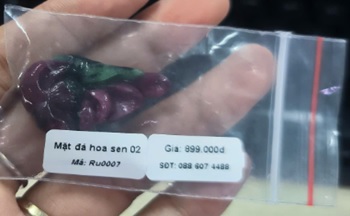 Mặt đá hoa sen 02
Mã: Ru0007
Giá: 899.000đ
SĐT: 088 607 4488